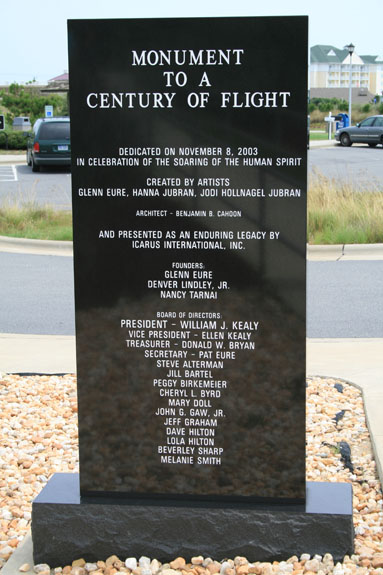 MONUMENT
TO A
CENTURY OF FLIGHT
DEDICATED ON NOVEMBER 8, 2003
IN CELEBRATION OF THE SOARING OF THE HUMAN SPIRIT
CREATED BY ARTISTS
GLENN EURE, HANNA JUBRAN, JODI HOLLNAGEL JUBRAN
ARCHITECT - BENJAMIN B. CAHOON
AND PRESENTED AS AN ENDURING LEGACY BY
ICARUS INTERNATIONAL, INC.
FOUNDERS:
GLENN EURE
DENVER LINDLEY, JR.
NANCY TARNAI
BOARD OF DIRECTORS:
PRESIDENT - WILLIAM J. KEALY
VICE PRESIDENT - ELLEN KEALY
TREASURER - DONALD W. BRYAN
SECRETARY - PAT EURE
STEVE ALTERMAN
JILL BARTEL
PEGGY BIRKEMEIER
CHERYL L. BYRD
MARY DOLL
JOHN G. GAW, JR.
JEFF GRAHAM
DAVE HILTON
LOLA HILTON
BEVERLEY SHARP
MELANIE SMITH